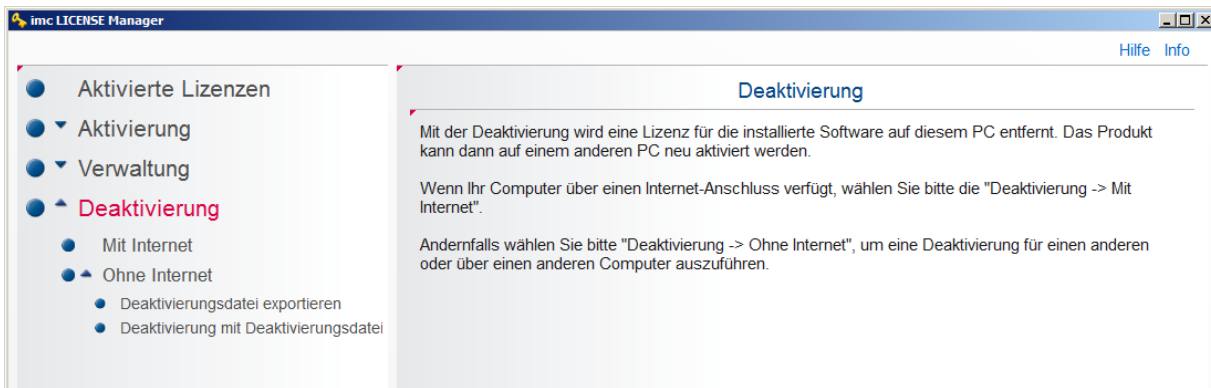 imc LICENSE Manager
Hilfe Info
Aktivierte Lizenzen
Aktivierung
Verwaltung
Deaktivierung
Mit Internet
Ohne Internet
Deaktivierungsdatei exportieren
Deaktivierung mit Deaktivierungsdatei
Deaktivierung
Mit der Deaktivierung wird eine Lizenz für die installierte Software auf diesem PC entfernt. Das Produkt
kann dann auf einem anderen PC neu aktiviert werden.
Wenn Ihr Computer über einen Internet-Anschluss verfügt, wählen Sie bitte die "Deaktivierung -> Mit
Internet".
Andernfalls wählen Sie bitte "Deaktivierung -> Ohne Internet", um eine Deaktivierung für einen anderen
oder über einen anderen Computer auszuführen.